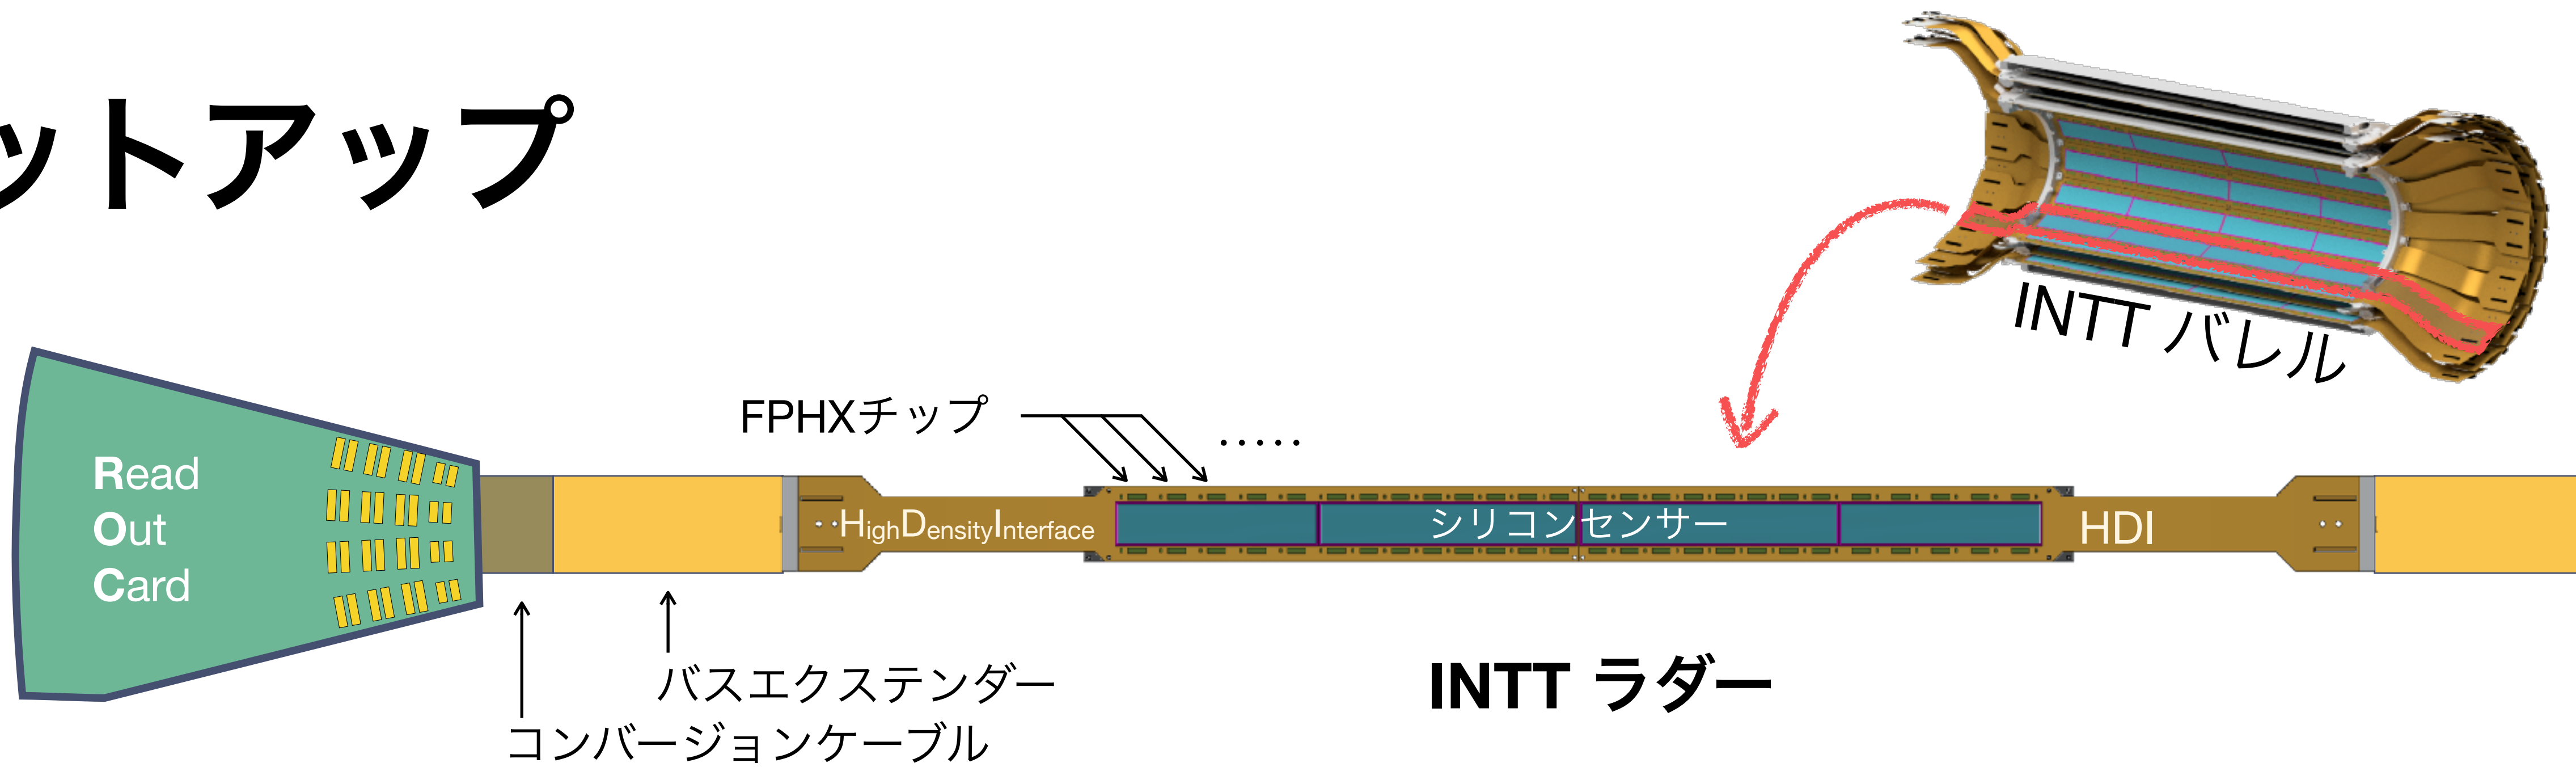 ットアップ
INTT バレル
FPHXチップ
.....
Read
Out
Card
HighDensityInterface
シリコンセンサー
HDI
バスエクステンダー
コンバージョンケーブル
INTT ラダー